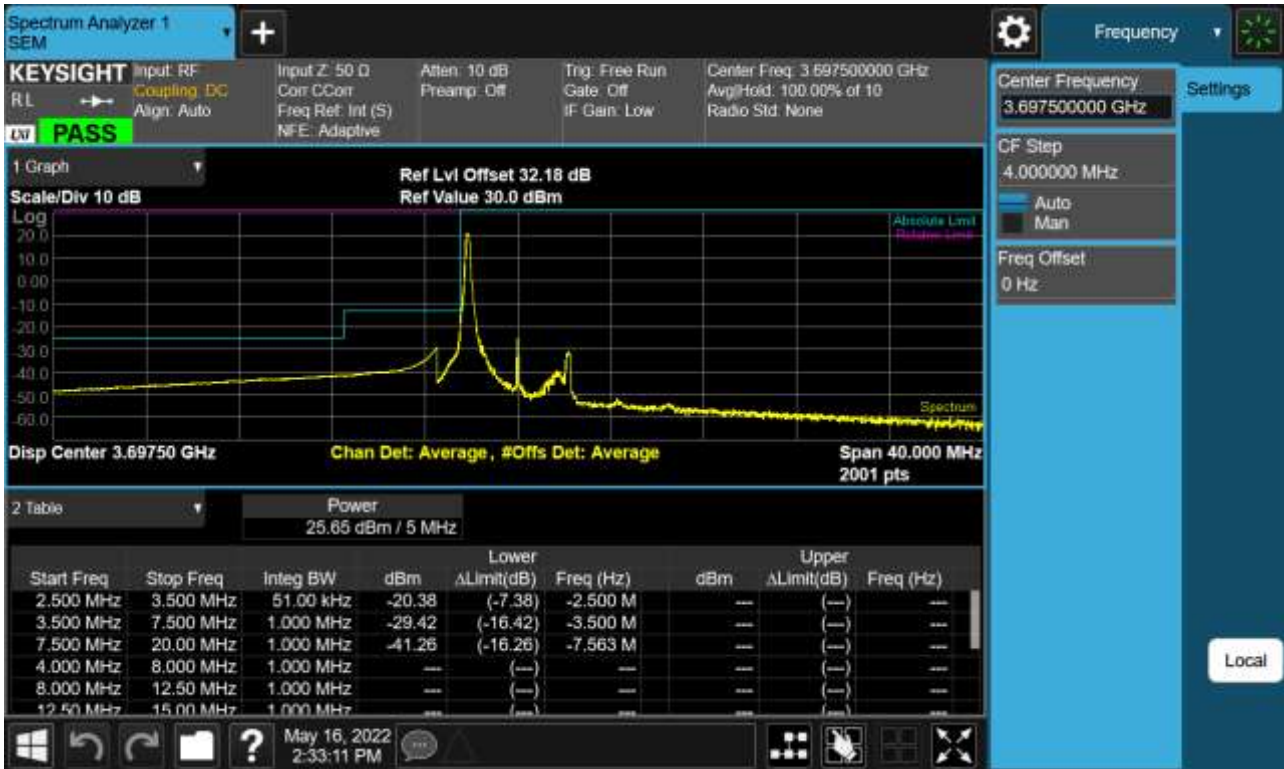 Spectrum Analyzer 1
SEM
+
Frequency
KEYSIGHT
RL
LXI
PASS
Input: RF
Coupling: DC
Align: Auto
Input Z: 50 Ω
Corr CCorr
Freq Ref: Int (S)
NFE: Adaptive
Atten: 10 dB
Preamp: Off
Trig: Free Run
Gate: Off
IF Gain: Low
Center Freq: 3.697500000 GHz
Avg|Hold: 100.00% of 10
Radio Std: None
Center Frequency
3.697500000 GHz
Settings
CF Step
4.000000 MHz
Auto
Man
Freq Offset
0 Hz
Local
1 Graph
Scale/Div 10 dB
Ref Lvl Offset 32.18 dB
Ref Value 30.0 dBm
Log
20.0
10.0
0.00
-10.0
-20.0
-30.0
-40.0
-50.0
-60.0
Absolute Limit
Relative Limit
Spectrum
Disp Center 3.69750 GHz
Chan Det: Average, #Offs Det: Average
Span 40.000 MHz
2001 pts
2 Table
Power
25.65 dBm / 5 MHz
Lower Upper
Start Freq Stop Freq Integ BW dBm ΔLimit(dB) Freq (Hz) dBm ΔLimit(dB) Freq (Hz)
2.500 MHz 3.500 MHz 51.00 kHz -20.38 (-7.38) -2.500 M --- (---) ---
3.500 MHz 7.500 MHz 1.000 MHz -29.42 (-16.42) -3.500 M --- (---) ---
7.500 MHz 20.00 MHz 1.000 MHz -41.26 (-16.26) -7.563 M --- (---) ---
4.000 MHz 8.000 MHz 1.000 MHz --- (---) --- --- (---) ---
8.000 MHz 12.50 MHz 1.000 MHz --- (---) --- --- (---) ---
12.50 MHz 15.00 MHz 1.000 MHz --- (---) --- --- (---) ---
?
May 16, 2022
2:33:11 PM